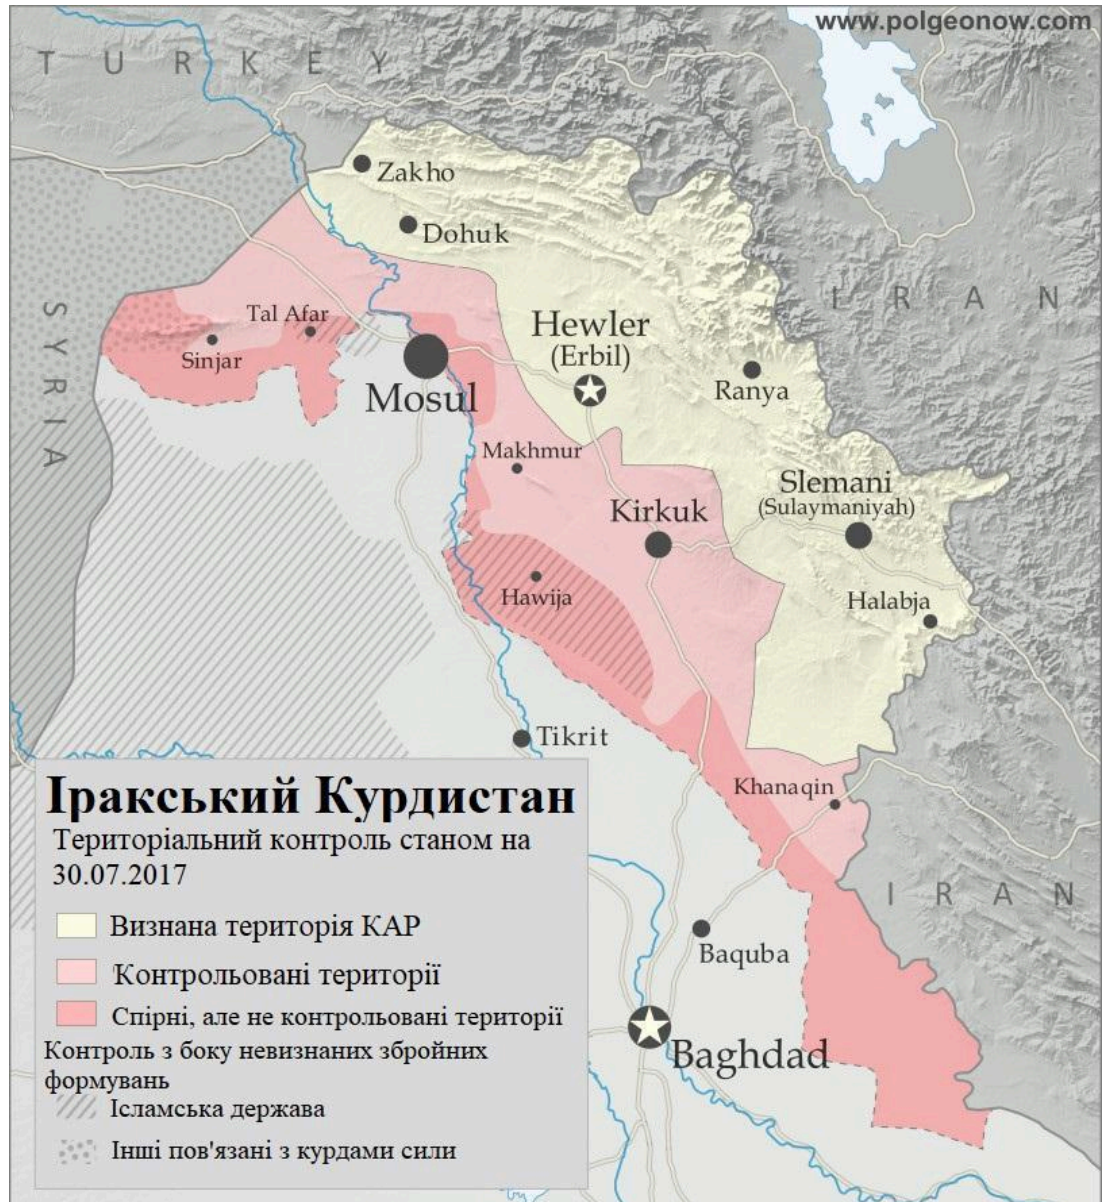 www.polgeonow.com
TURKEY
Zakho
Dohuk
IRAN
SYRIA
Tal Afar
Sinjar
Hewler
(Erbil)
Mosul
Ranya
Makhmur
Slemani
(Sulaymaniyah)
Kirkuk
Hawija
Halabja
Tikrit
Khanaqin
IRAN
Baquba
Baghdad
Іракський Курдистан
Територіальний контроль станом на
30.07.2017
Визнана територія КАР
'Контрольовані території
Спірні, але не контрольовані території
Контроль з боку невизнаних збройних
формувань
Ісламська держава
Інші пов'язані з курдами сили